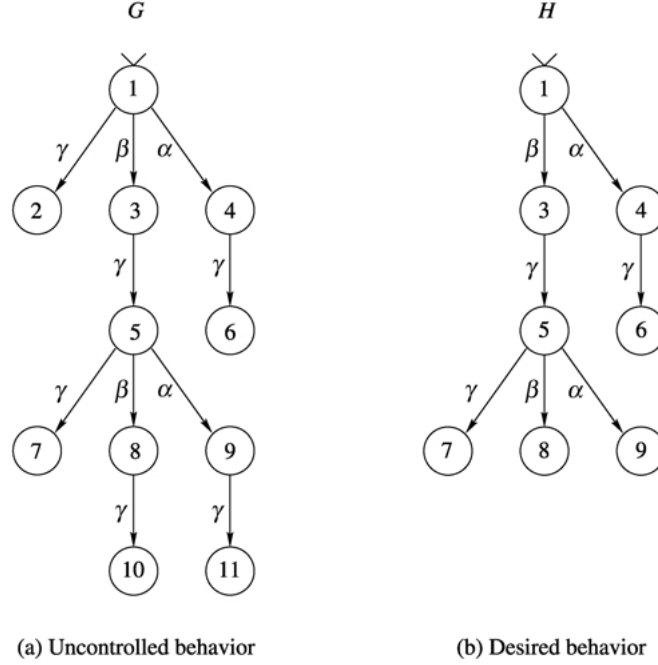 G H
1 1
γ β α β α
2 3 4 3 4
γ γ γ γ
5 6 5 6
γ β α γ β α
7 8 9 7 8 9
γ γ
10 11
(a) Uncontrolled behavior (b) Desired behavior